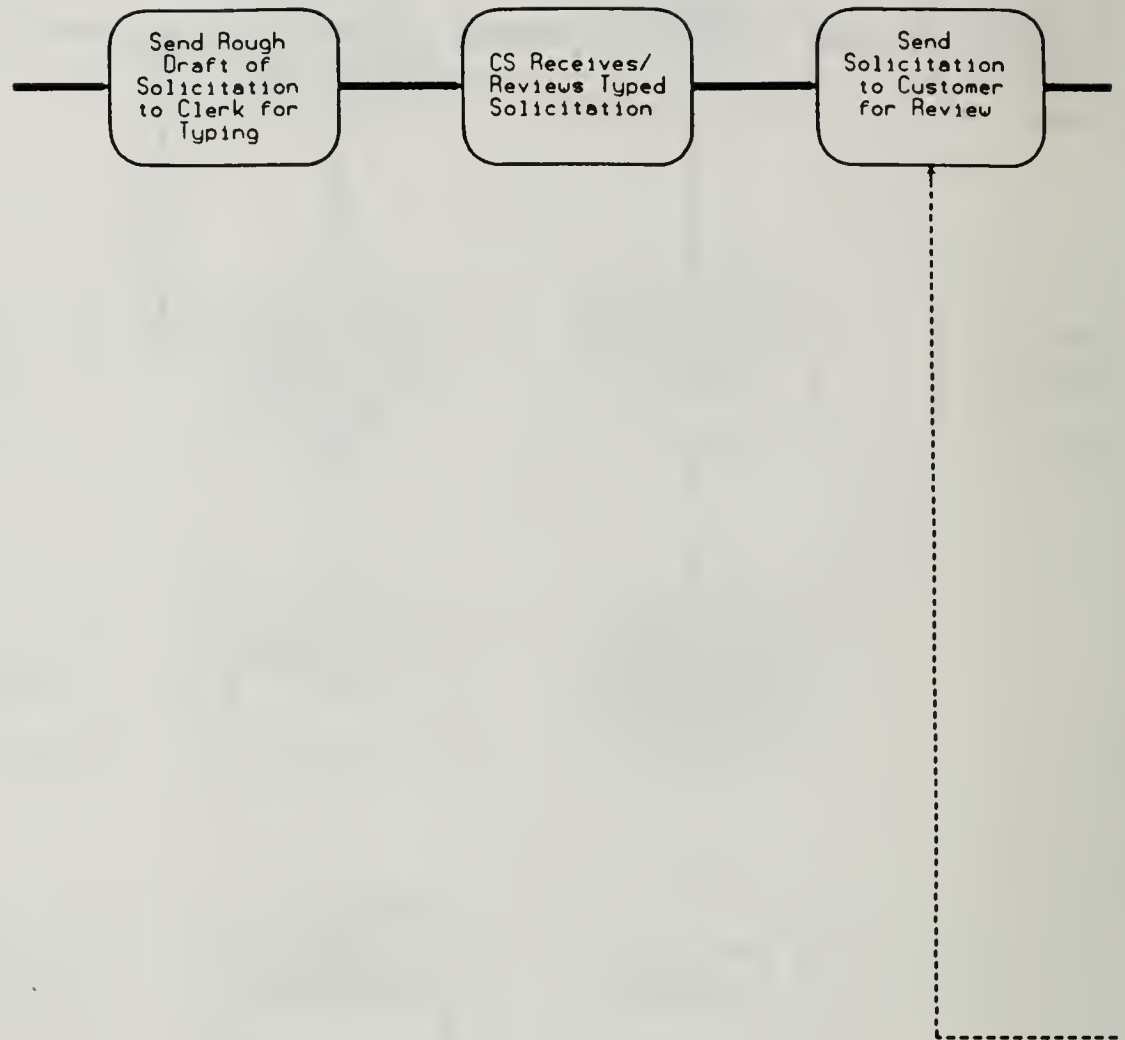 Send Rough
Draft of
Solicitation
to Clerk for
Typing
CS Receives/
Reviews Typed
Solicitation
Send
Solicitation
to Customer
for Review